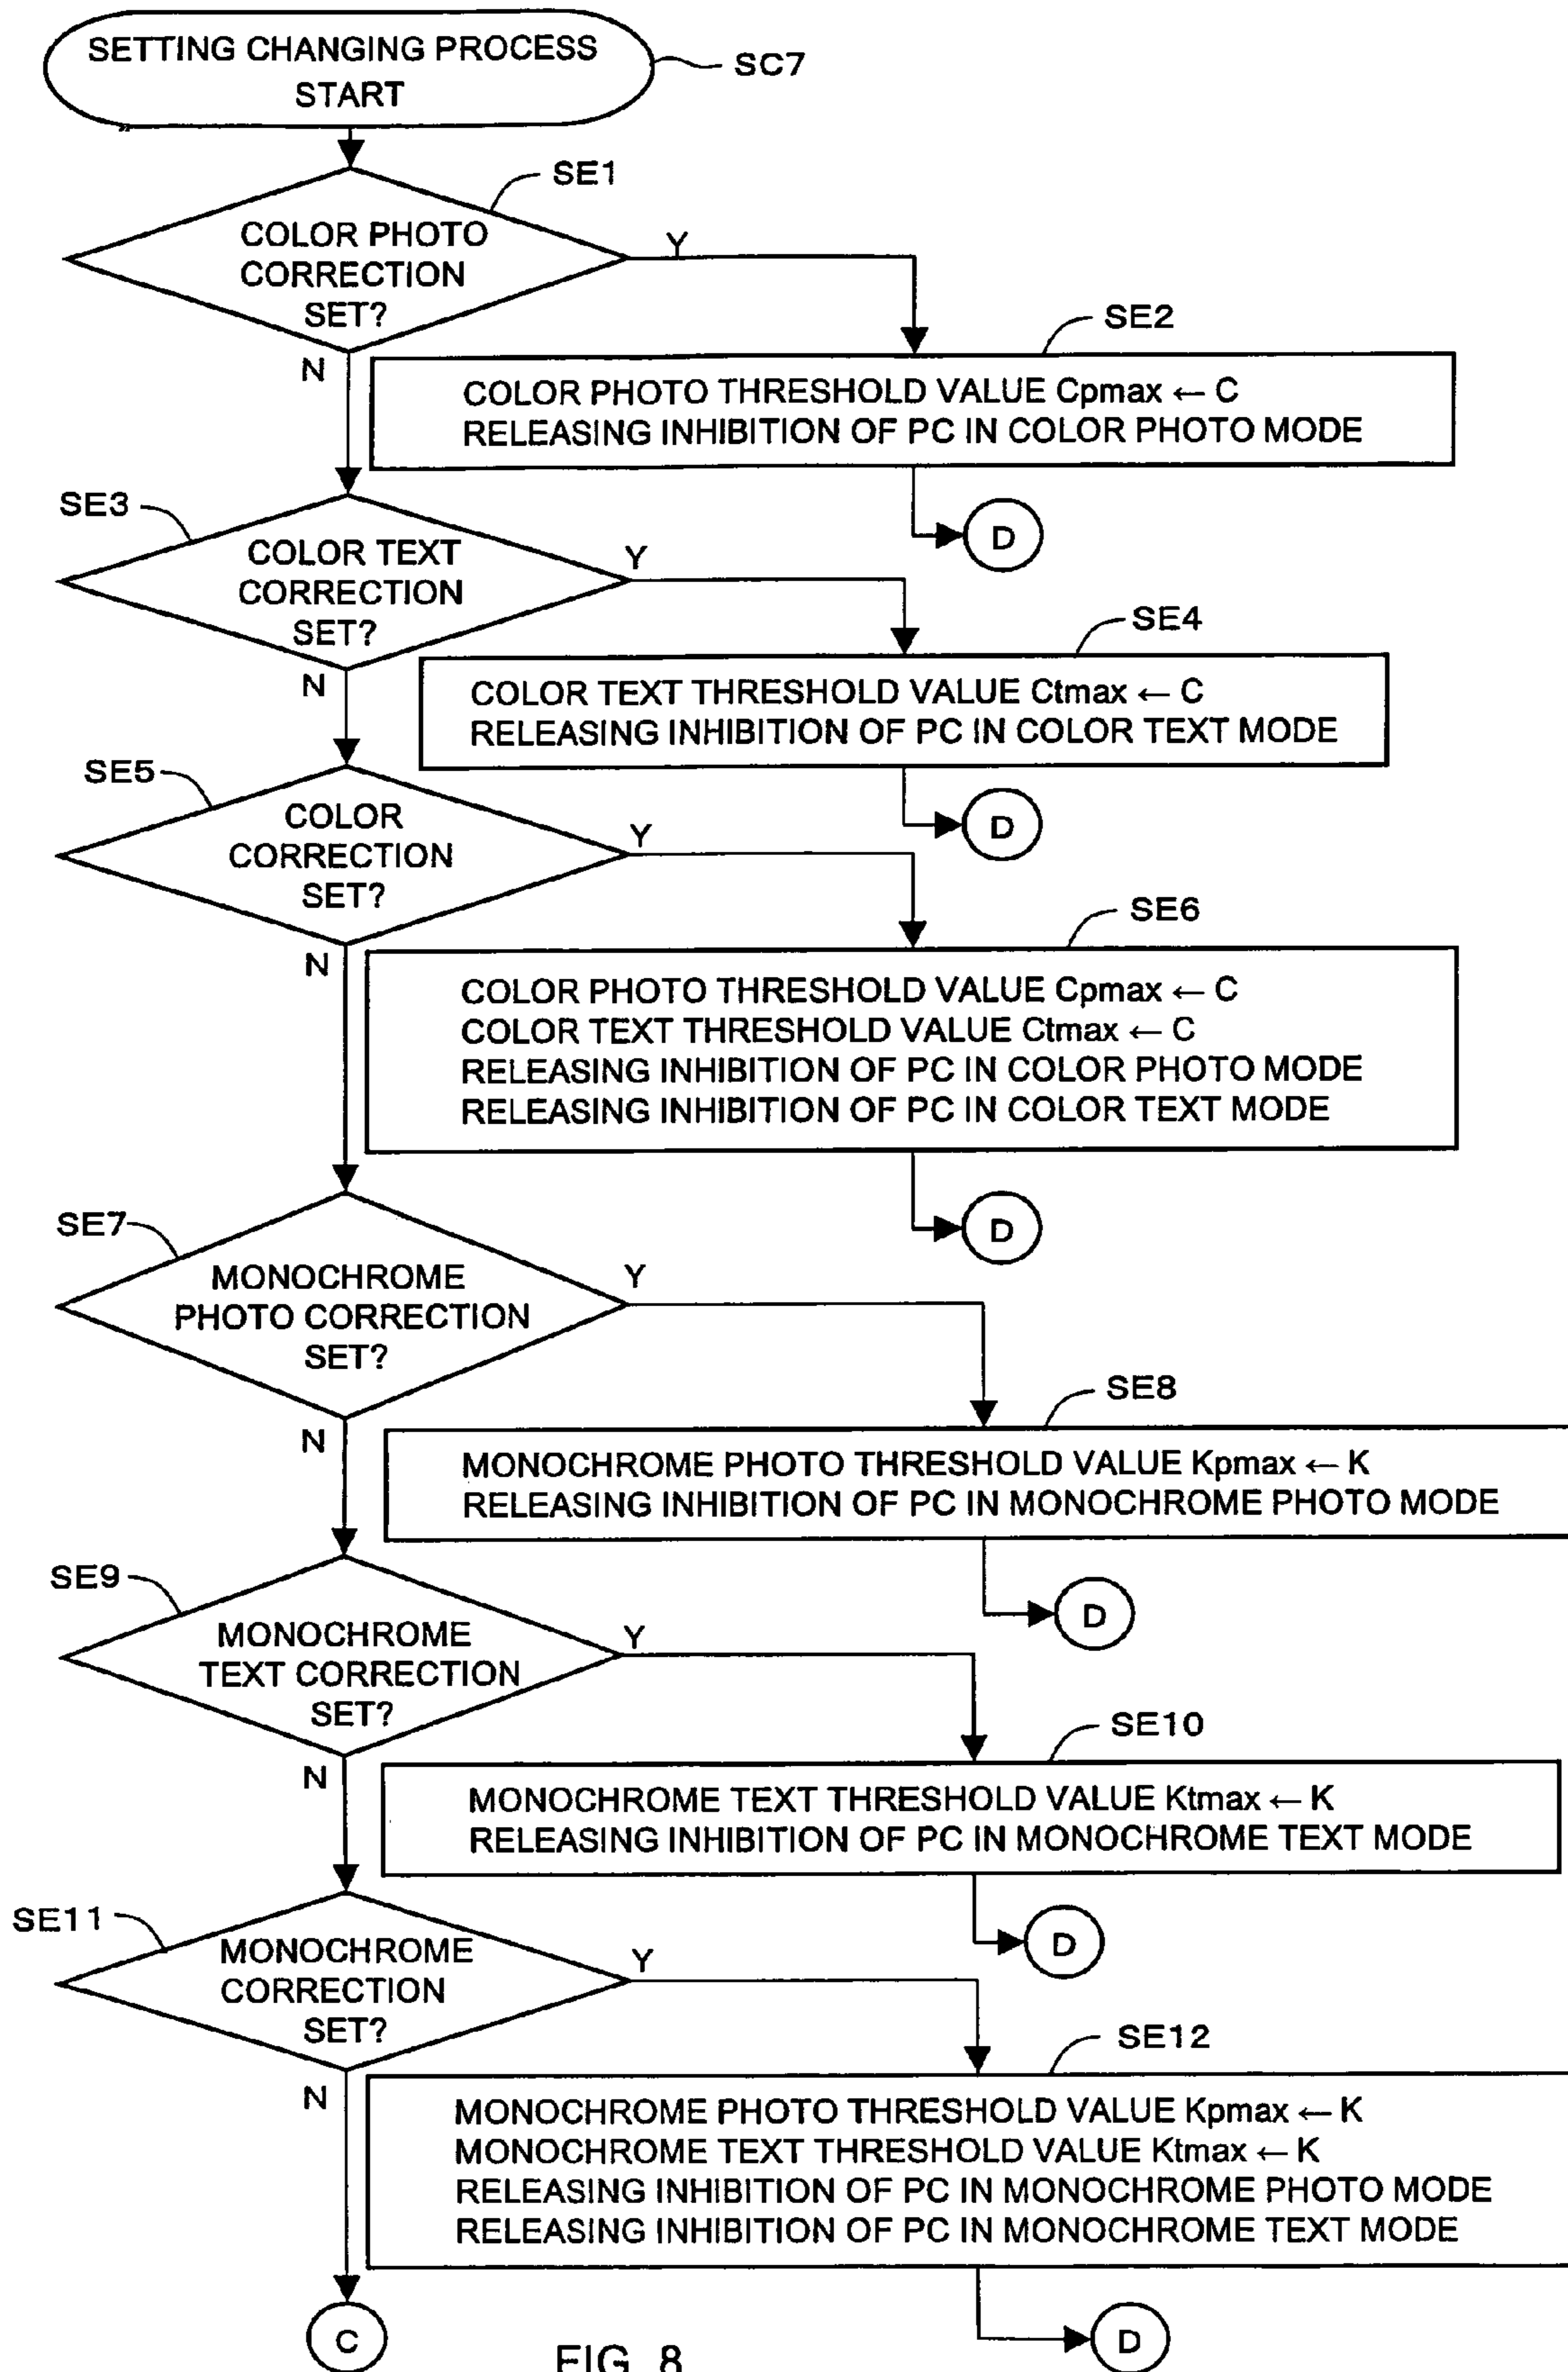 SETTING CHANGING PROCESS
START
SC7
SE1
COLOR PHOTO
CORRECTION
SET?
Y
N
SE2
COLOR PHOTO THRESHOLD VALUE Cpmax ← C
RELEASING INHIBITION OF PC IN COLOR PHOTO MODE
D
SE3
COLOR TEXT
CORRECTION
SET?
Y
N
SE4
COLOR TEXT THRESHOLD VALUE Ctmax ← C
RELEASING INHIBITION OF PC IN COLOR TEXT MODE
D
SE5
COLOR
CORRECTION
SET?
Y
N
SE6
COLOR PHOTO THRESHOLD VALUE Cpmax ← C
COLOR TEXT THRESHOLD VALUE Ctmax ← C
RELEASING INHIBITION OF PC IN COLOR PHOTO MODE
RELEASING INHIBITION OF PC IN COLOR TEXT MODE
D
SE7
MONOCHROME
PHOTO CORRECTION
SET?
Y
N
SE8
MONOCHROME PHOTO THRESHOLD VALUE Kpmax ← K
RELEASING INHIBITION OF PC IN MONOCHROME PHOTO MODE
D
SE9
MONOCHROME
TEXT CORRECTION
SET?
Y
N
SE10
MONOCHROME TEXT THRESHOLD VALUE Ktmax ← K
RELEASING INHIBITION OF PC IN MONOCHROME TEXT MODE
D
SE11
MONOCHROME
CORRECTION
SET?
Y
N
SE12
MONOCHROME PHOTO THRESHOLD VALUE Kpmax ← K
MONOCHROME TEXT THRESHOLD VALUE Ktmax ← K
RELEASING INHIBITION OF PC IN MONOCHROME PHOTO MODE
RELEASING INHIBITION OF PC IN MONOCHROME TEXT MODE
D
C
FIG. 8